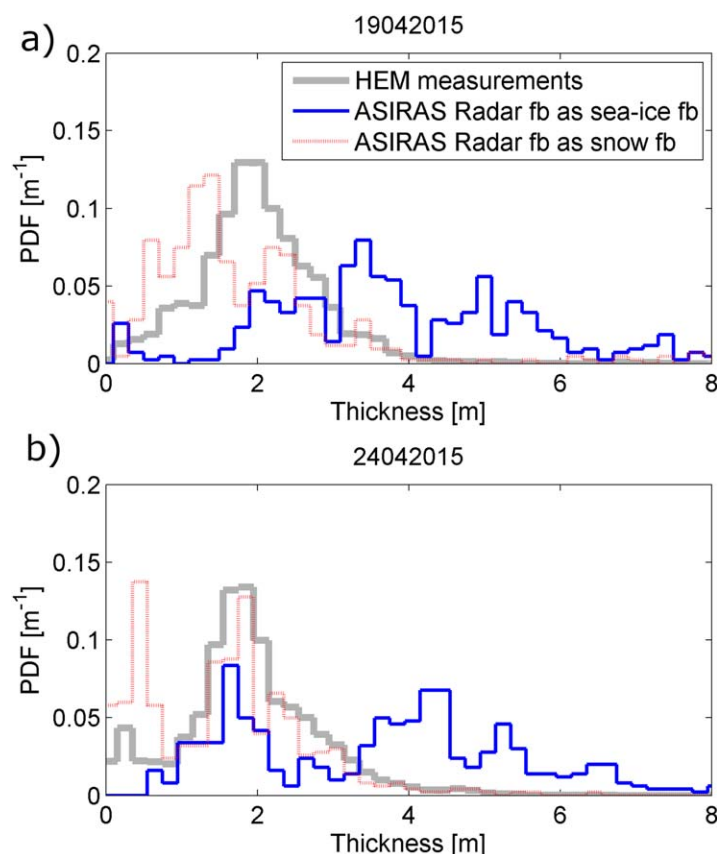 a)
19042015
0.2
0.15
0.1
0.05
0
PDF [m⁻¹]
HEM measurements
ASIRAS Radar fb as sea-ice fb
ASIRAS Radar fb as snow fb
0 2 4 6 8
Thickness [m]
b)
24042015
0.2
0.15
0.1
0.05
0
PDF [m⁻¹]
0 2 4 6 8
Thickness [m]